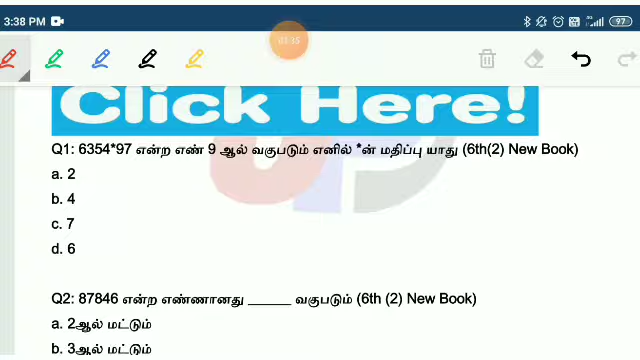 3:38 PM
97
01:35
Click Here!
Q1: 6354*97 என்ற எண் 9 ஆல் வகுபடும் எனில் *ன் மதிப்பு யாது (6th(2) New Book)
a. 2
b. 4
c. 7
d. 6
Q2: 87846 என்ற எண்ணானது ______ வகுபடும் (6th (2) New Book)
a. 2ஆல் மட்டும்
b. 3ஆல் மட்டும்